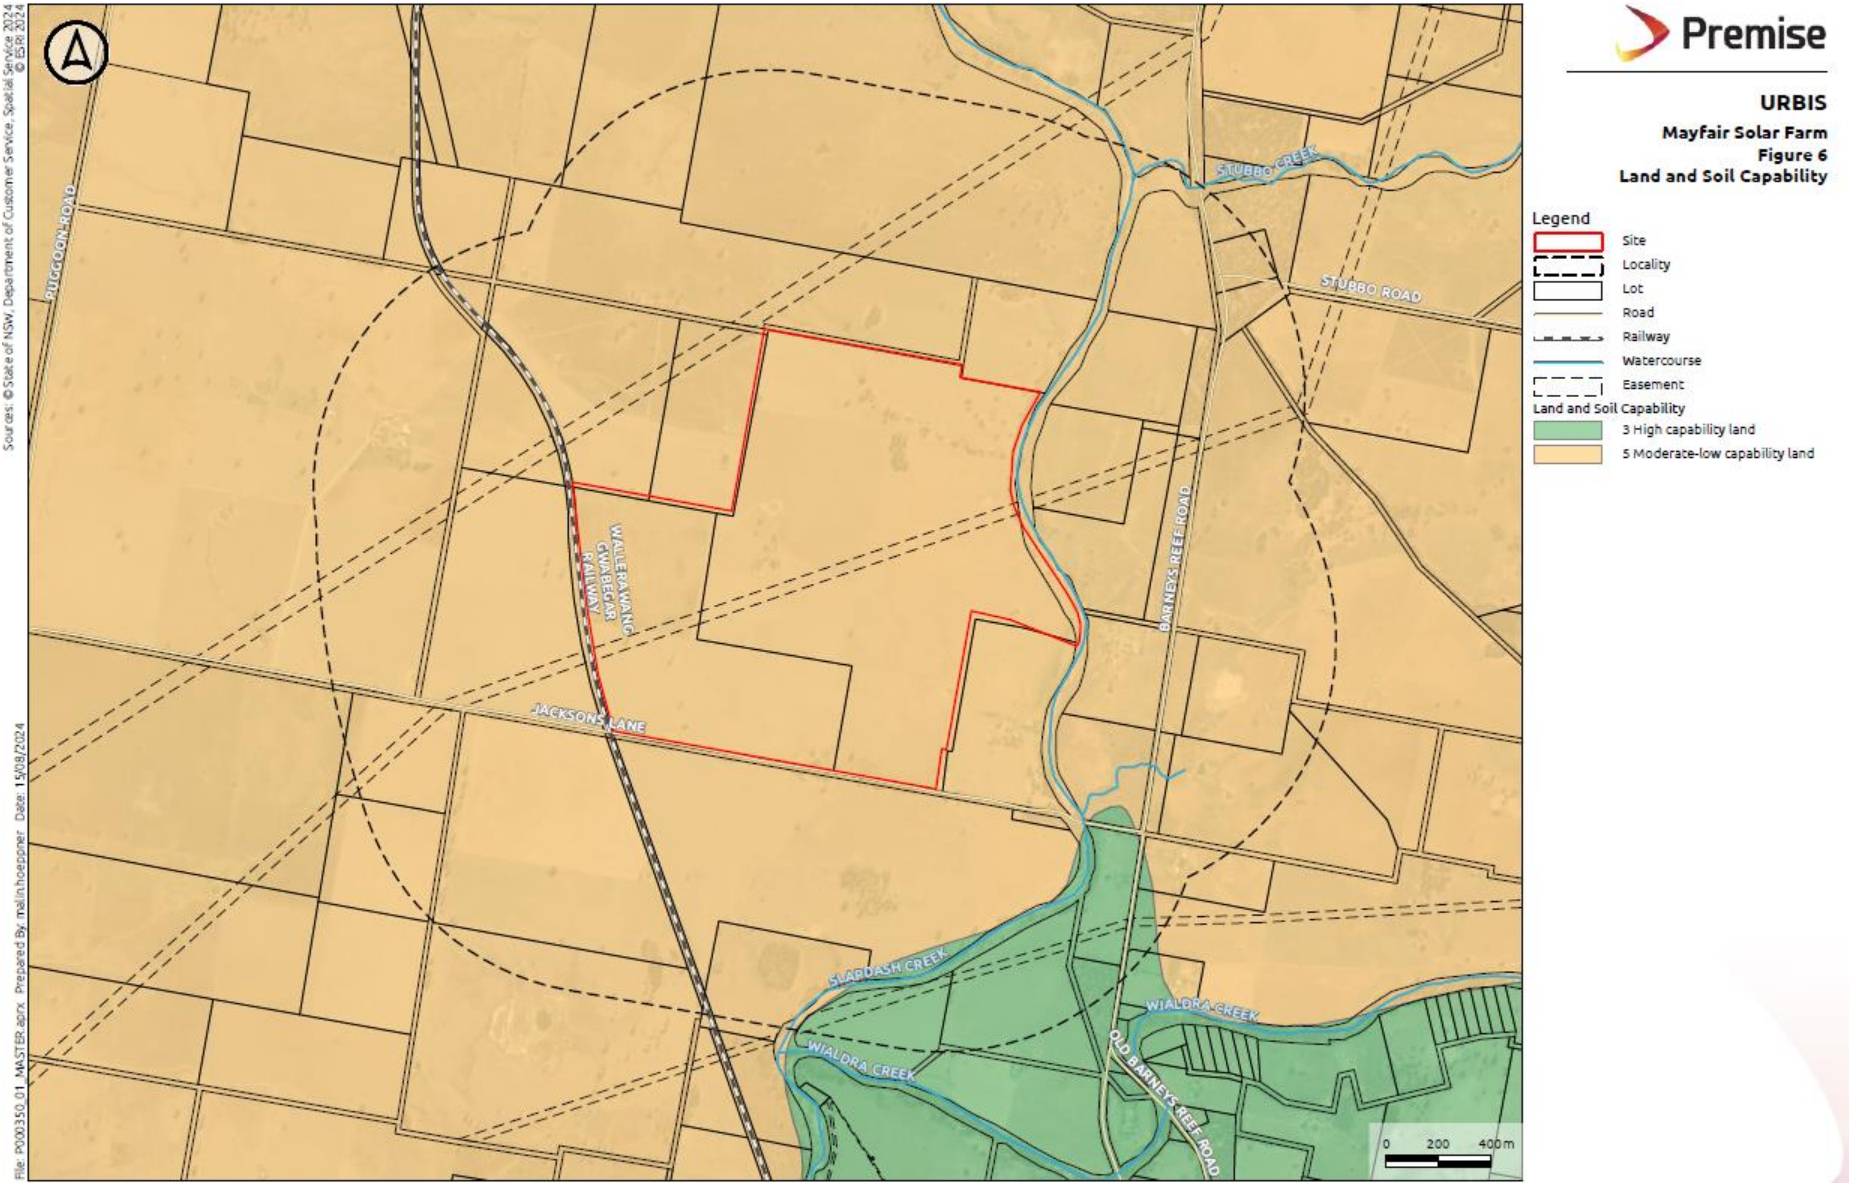 Premise
URBIS
Mayfair Solar Farm
Figure 6
Land and Soil Capability
Legend
Site
Locality
Lot
Road
Railway
Watercourse
Easement
Land and Soil Capability
3 High capability land
5 Moderate-low capability land
Sources: © State of NSW, Department of Customer Service, Spatial Service 2024
© ESRI 2024
File: P000350_01_MASTER.aprx Prepared By: malin.hoeppner Date: 15/08/2024
PUGGOON ROAD
STUBBO CREEK
STUBBO ROAD
BARNEYS REEF ROAD
WALLERAWANG
GWABEGAR
RAILWAY
JACKSONS LANE
SLAPDASH CREEK
WIALDRA CREEK
WIALDRA CREEK
OLD BARNEYS REEF ROAD
0 200 400m